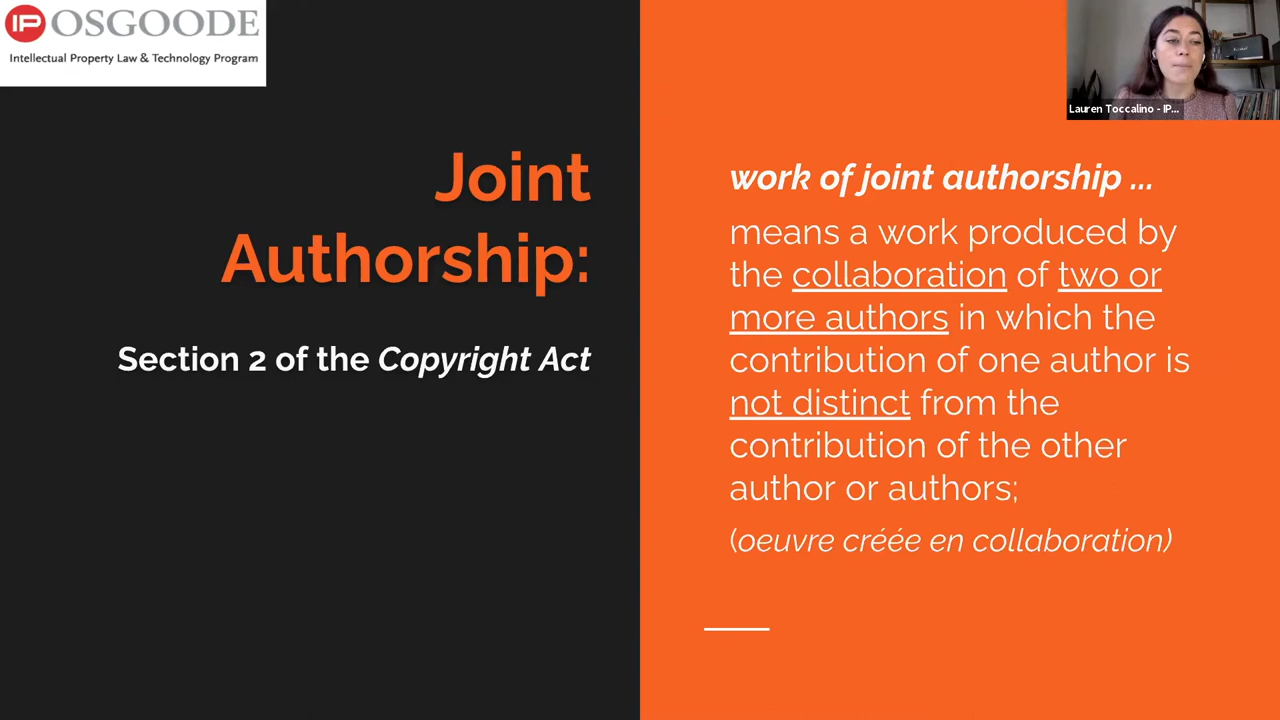 IP OSGOODE
Intellectual Property Law & Technology Program
Lauren Toccalino - IP...
Joint
Authorship:
Section 2 of the Copyright Act
work of joint authorship ...
means a work produced by
the collaboration of two or
more authors in which the
contribution of one author is
not distinct from the
contribution of the other
author or authors;
(oeuvre créée en collaboration)